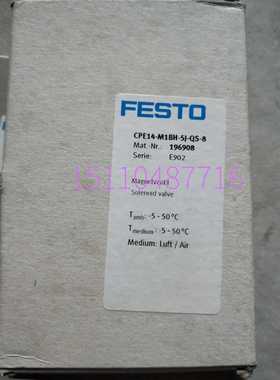 FESTO
CPE14-M1BH-5J-QS-8
Mat.-Nr.: 196908
Serie: E902
15110487716
Magnetventil
Solenoid valve
Tamb: -5 - 50°C
Tmedium: -5 - 50°C
Medium: Luft / Air